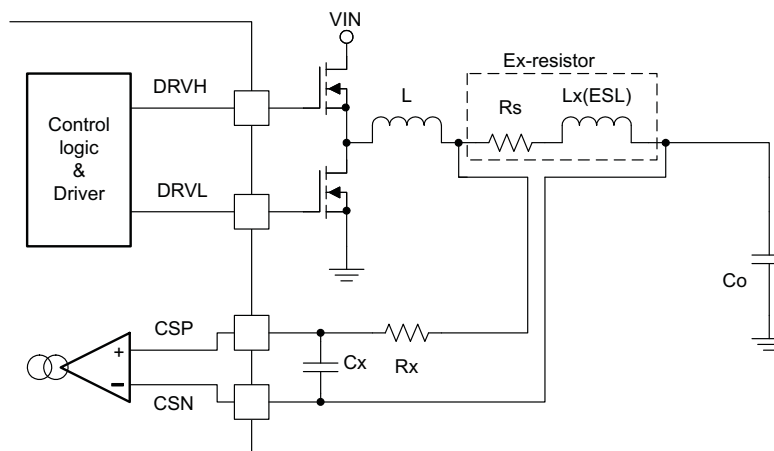 VIN
Ex-resistor
DRVH
L
Rs
Lx(ESL)
Control
logic
&
Driver
DRVL
Co
CSP
+
Cx
Rx
−
CSN